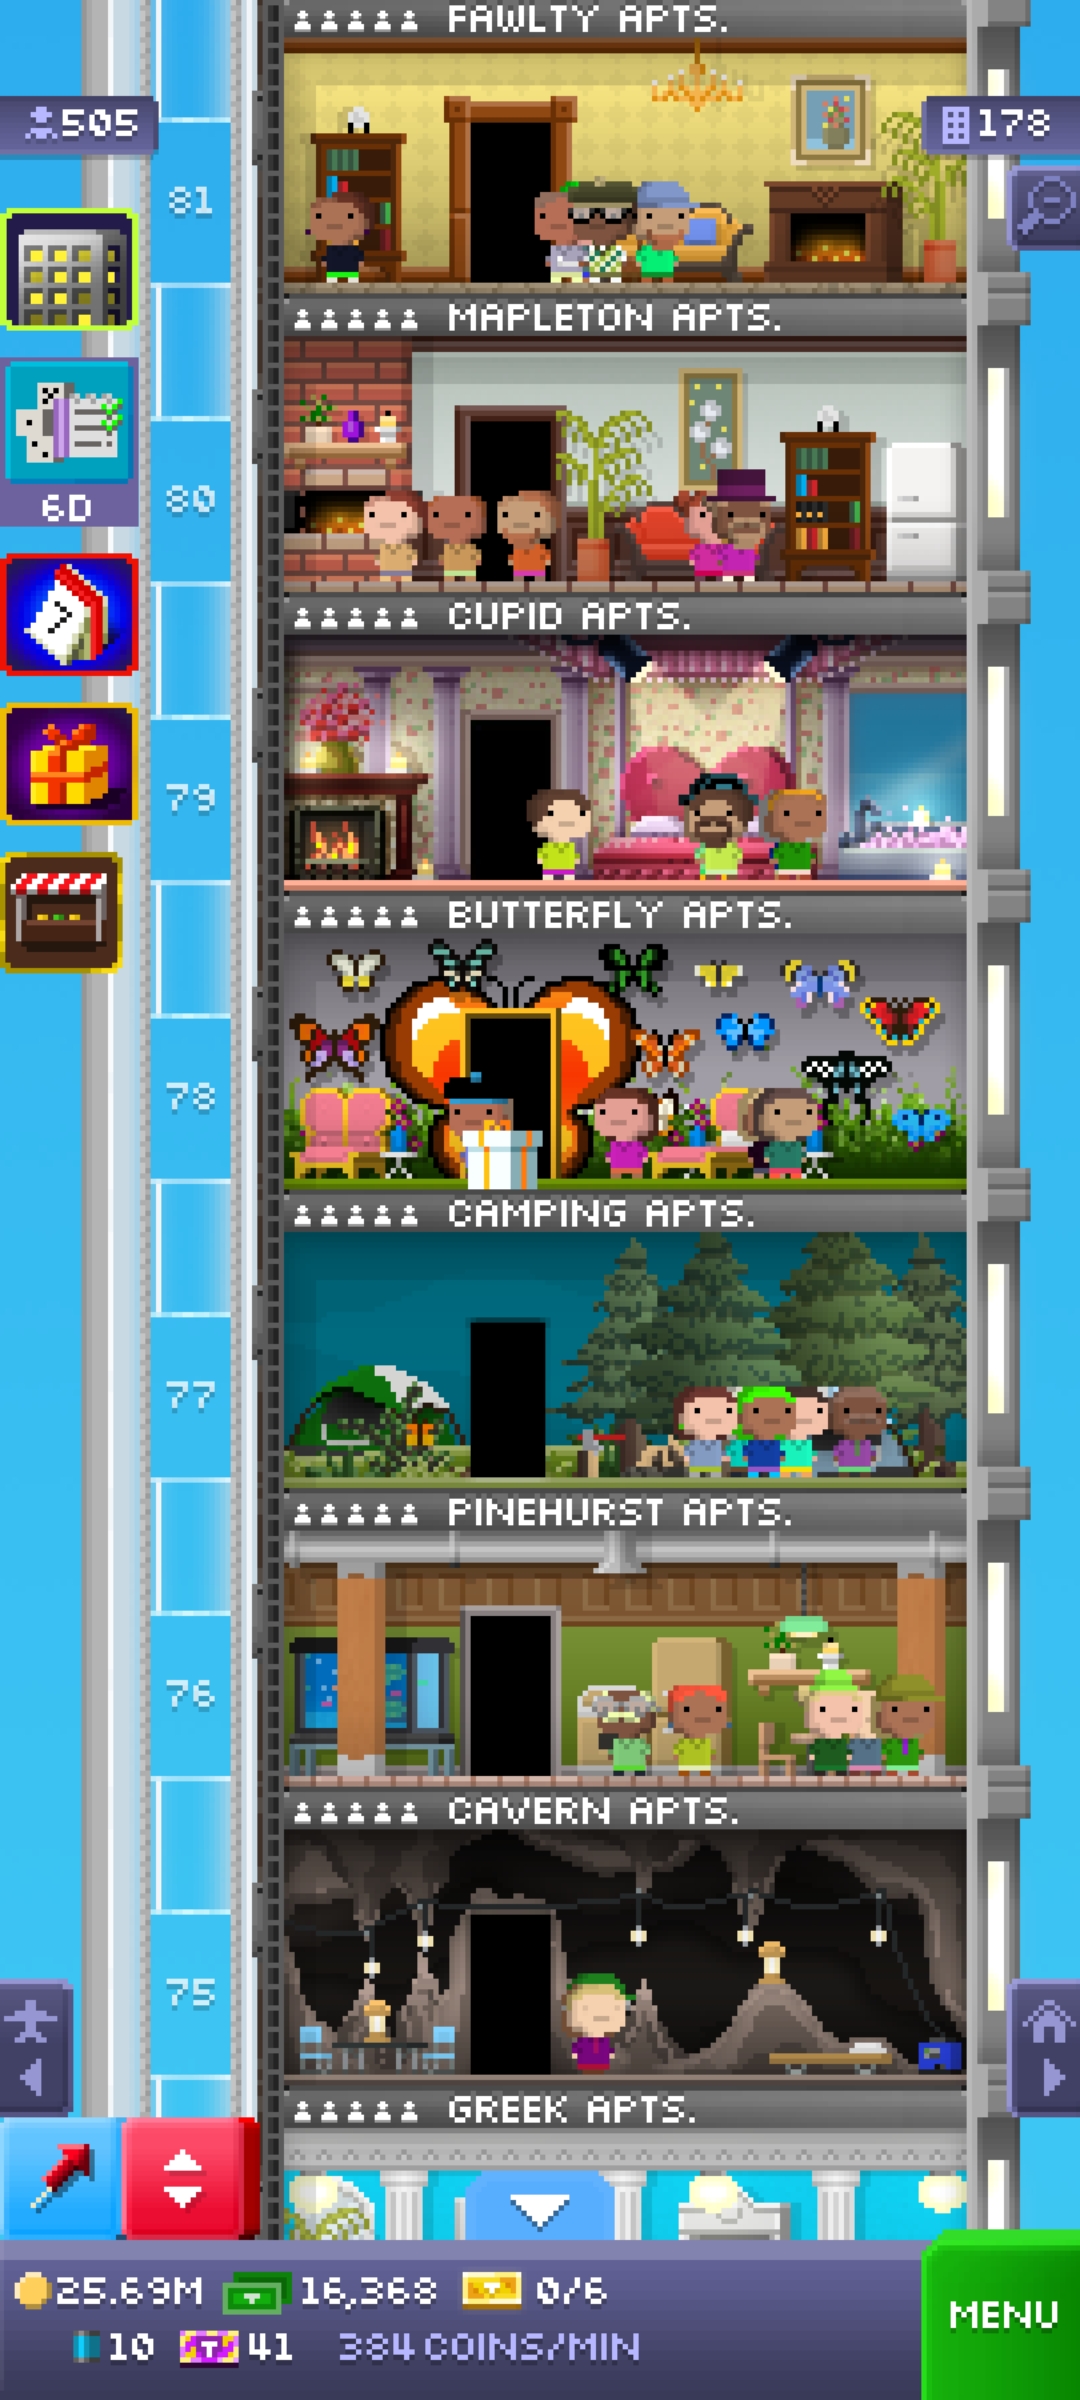 FAWLTY APTS.
505
178
81
MAPLETON APTS.
6D
80
CUPID APTS.
79
BUTTERFLY APTS.
78
CAMPING APTS.
77
PINEHURST APTS.
76
CAVERN APTS.
75
GREEK APTS.
25.69M 16,368 0/6
MENU
10 T 41 384 COINS/MIN